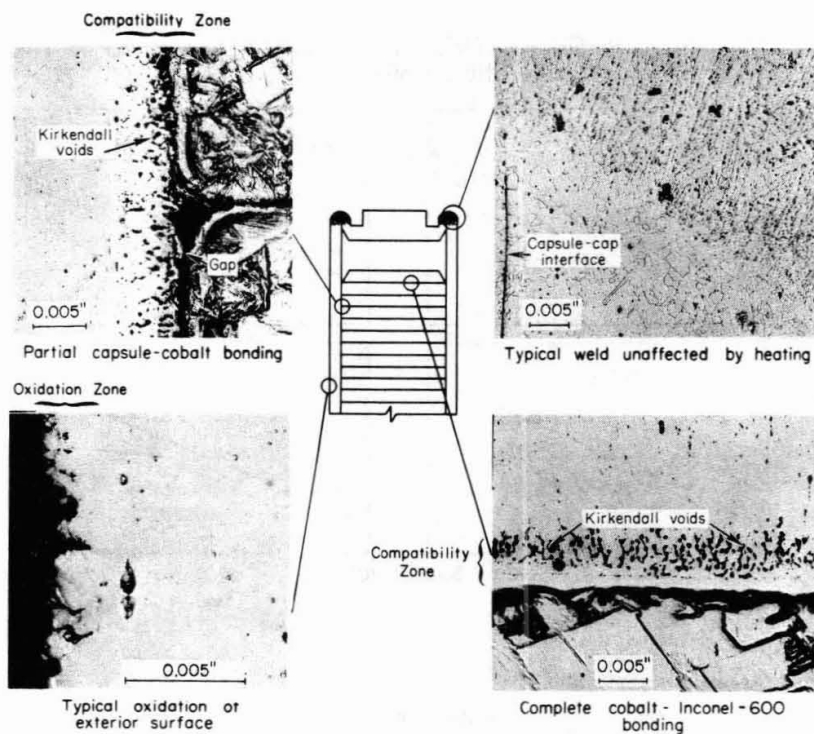 Compatibility Zone
Kirkendall voids
Gap
0.005"
Partial capsule-cobalt bonding
Capsule-cap
interface
0.005"
Typical weld unaffected by heating
Oxidation Zone
0.005"
Typical oxidation of
exterior surface
Compatibility
Zone
Kirkendall voids
0.005"
Complete cobalt - Inconel-600
bonding